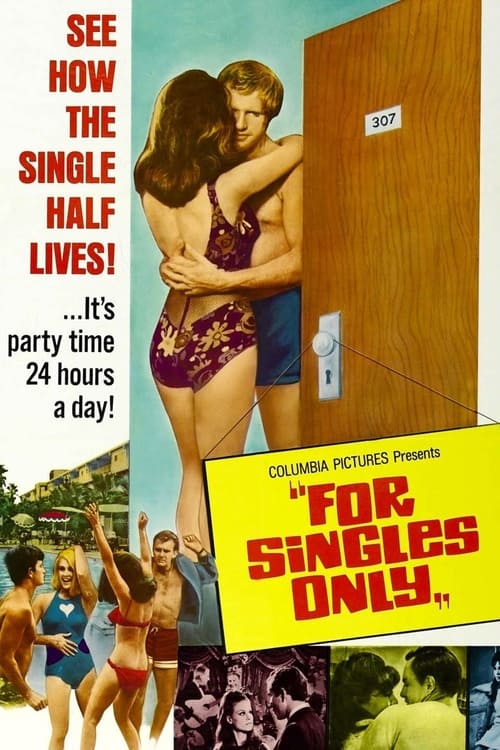 SEE
HOW
THE
SINGLE
HALF
LIVES!
...It's
party time
24 hours
a day!
307
COLUMBIA PICTURES Presents
"FOR
SiNGLES
ONLY"